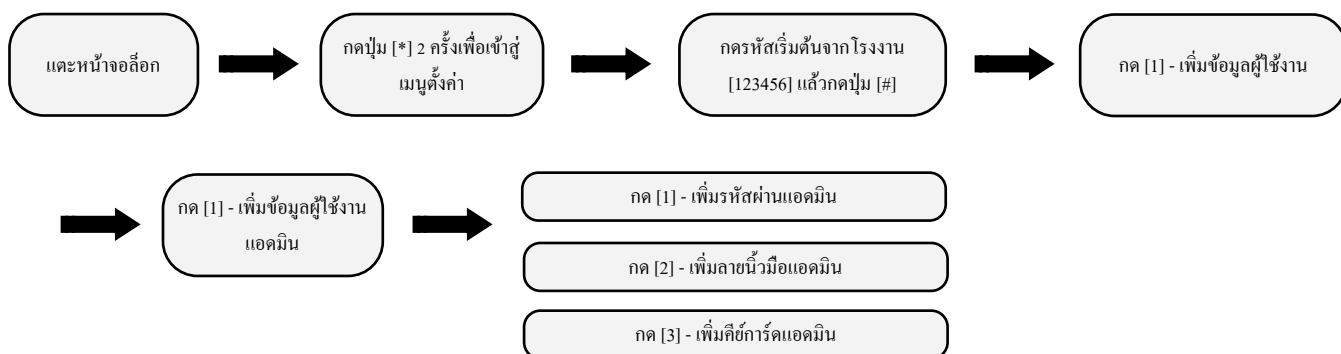 แตะหน้าจอล็อก
กดปุ่ม [*] 2 ครั้งเพื่อเข้าสู่
เมนูตั้งค่า
กดรหัสเริ่มต้นจากโรงงาน
[123456] แล้วกดปุ่ม [#]
กด [1] - เพิ่มข้อมูลผู้ใช้งาน
กด [1] - เพิ่มข้อมูลผู้ใช้งาน
แอดมิน
กด [1] - เพิ่มรหัสผ่านแอดมิน
กด [2] - เพิ่มลายนิ้วมือแอดมิน
กด [3] - เพิ่มคีย์การ์ดแอดมิน